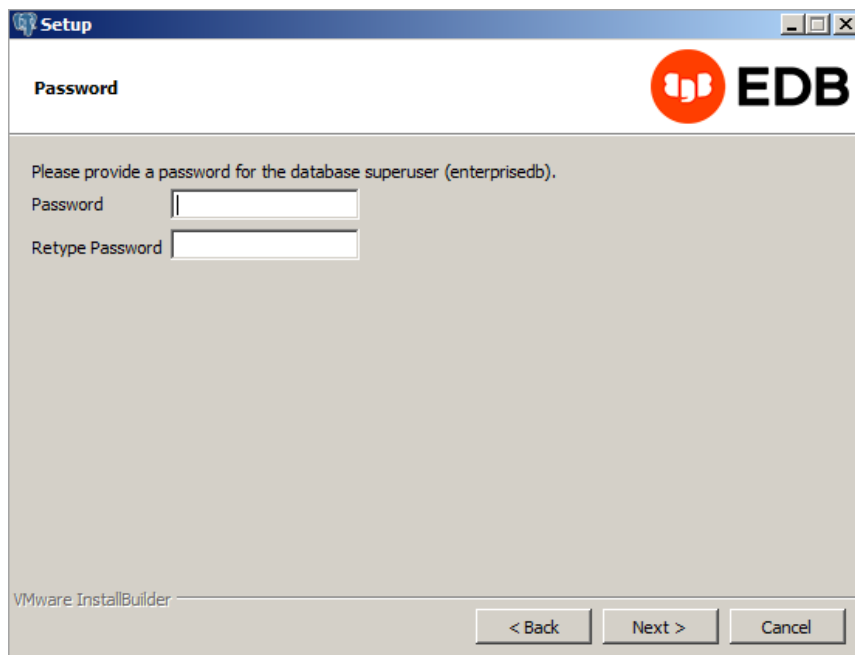 Setup
Password
EDB
Please provide a password for the database superuser (enterprisedb).
Password
Retype Password
VMware InstallBuilder
< Back
Next >
Cancel